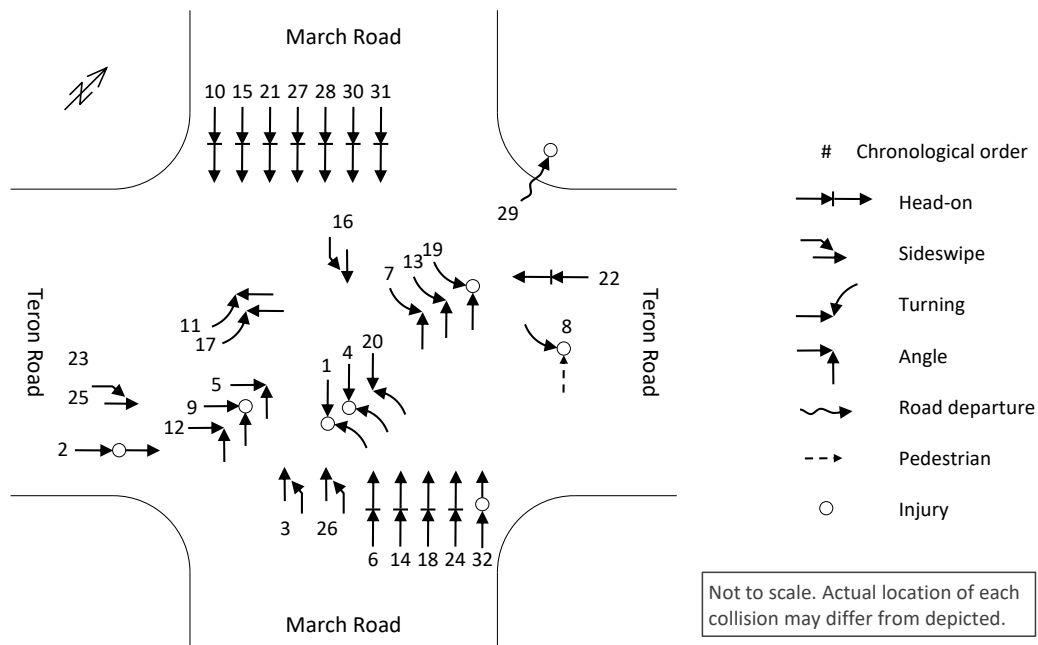 March Road
10 15 21 27 28 30 31
# Chronological order
29
Head-on
16
19
13
7
22
Sideswipe
Teron Road
Teron Road
11
17
Turning
8
20
4
1
23
25
5
9
12
2
Angle
Road departure
Pedestrian
Injury
3 26 6 14 18 24 32
March Road
Not to scale. Actual location of each
collision may differ from depicted.